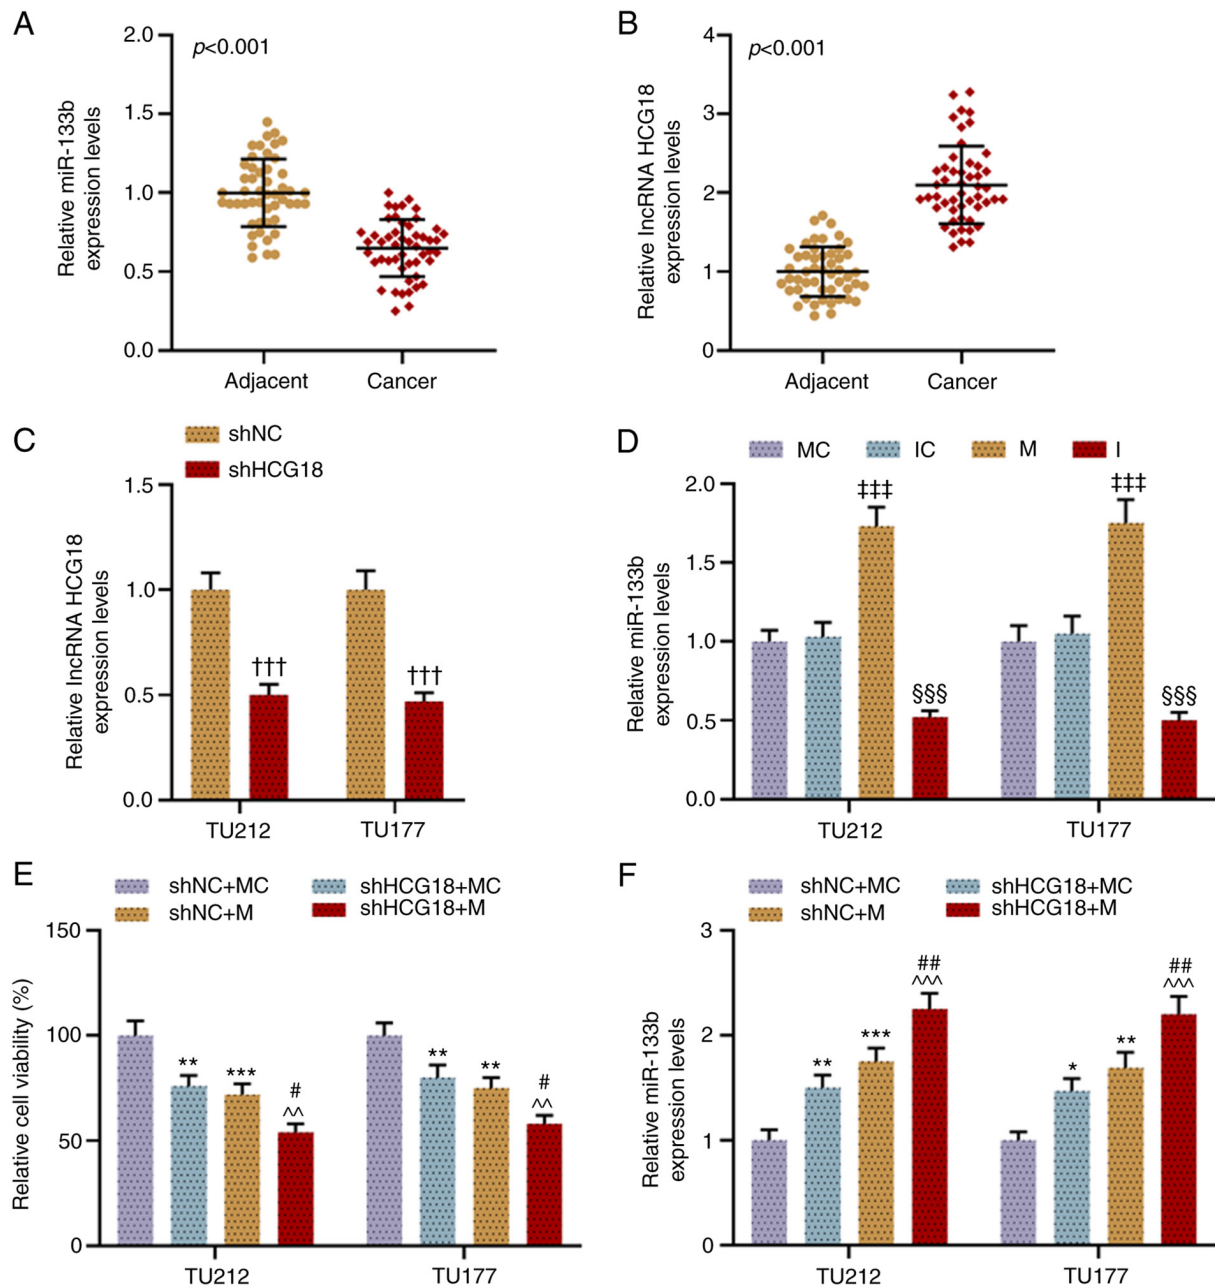 A
p<0.001
Relative miR-133b
expression levels
2.0
1.5
1.0
0.5
0.0
Adjacent
Cancer
B
p<0.001
Relative lncRNA HCG18
expression levels
4
3
2
1
0
Adjacent
Cancer
C
shNC
shHCG18
Relative lncRNA HCG18
expression levels
1.5
1.0
0.5
0.0
†††
†††
TU212
TU177
D
MC
IC
M
I
Relative miR-133b
expression levels
2.0
1.5
1.0
0.5
0.0
‡‡‡
§§§
‡‡‡
§§§
TU212
TU177
E
shNC+MC
shHCG18+MC
shNC+M
shHCG18+M
Relative cell viability (%)
150
100
50
0
**
***
#
^^
**
**
#
^^
TU212
TU177
F
shNC+MC
shHCG18+MC
shNC+M
shHCG18+M
Relative miR-133b
expression levels
3
2
1
0
**
***
##
^^^
*
**
##
^^^
TU212
TU177